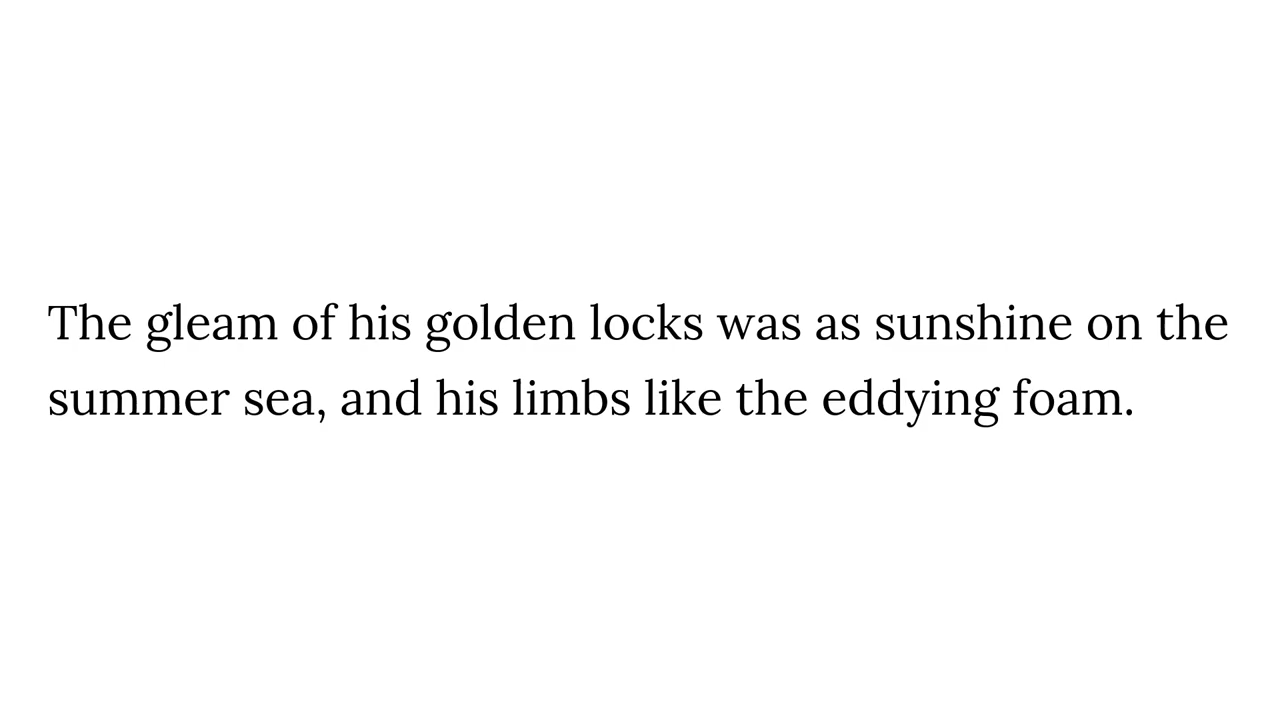 The gleam of his golden locks was as sunshine on the
summer sea, and his limbs like the eddying foam.